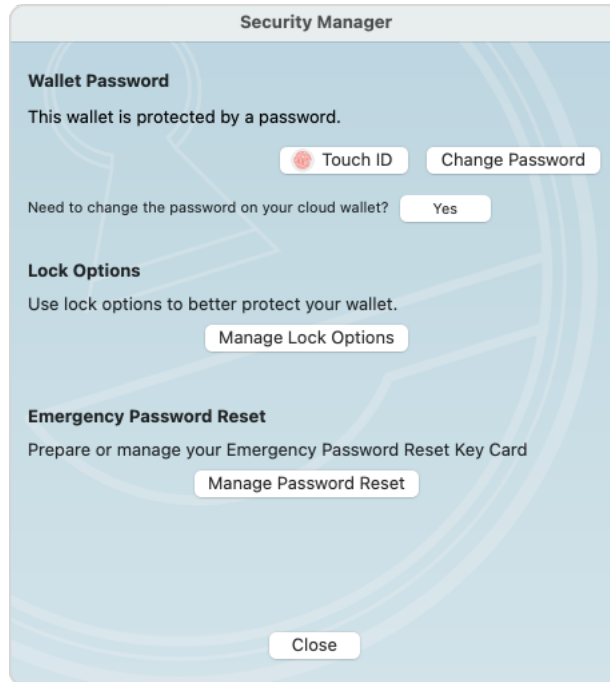 Security Manager
Wallet Password
This wallet is protected by a password.
Touch ID Change Password
Need to change the password on your cloud wallet? Yes
Lock Options
Use lock options to better protect your wallet.
Manage Lock Options
Emergency Password Reset
Prepare or manage your Emergency Password Reset Key Card
Manage Password Reset
Close